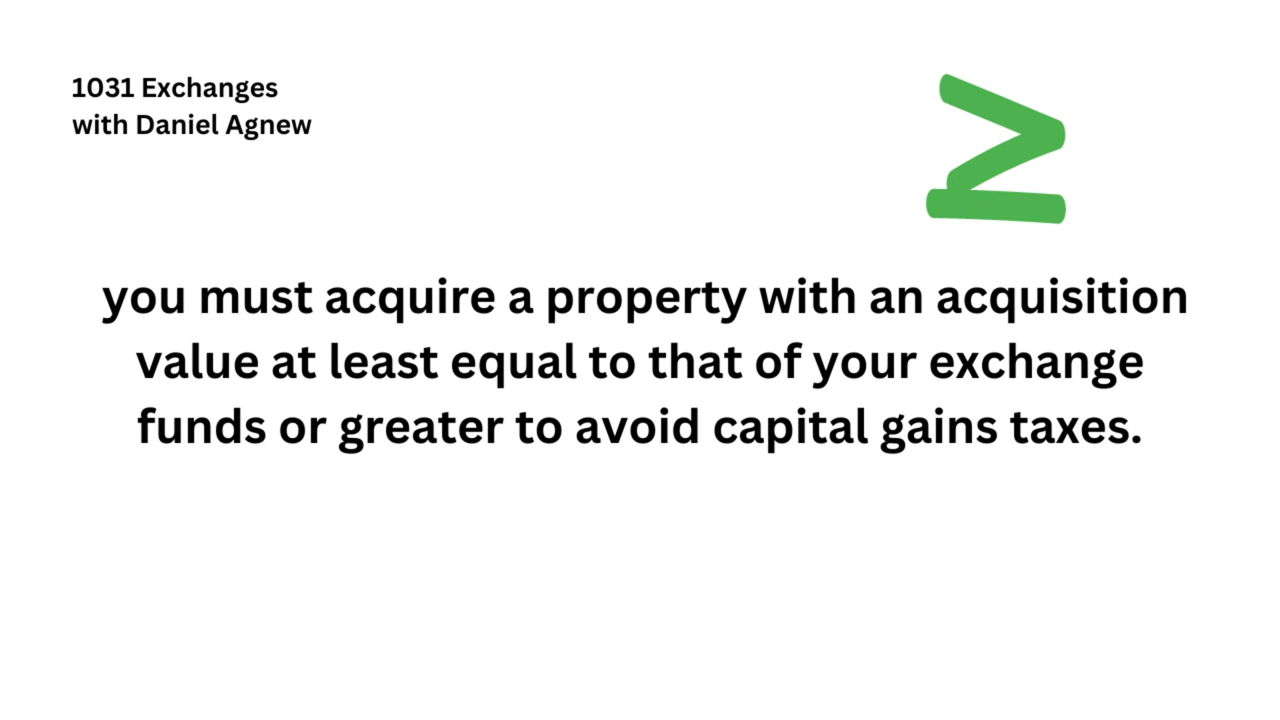 1031 Exchanges
with Daniel Agnew
≥
you must acquire a property with an acquisition
value at least equal to that of your exchange
funds or greater to avoid capital gains taxes.